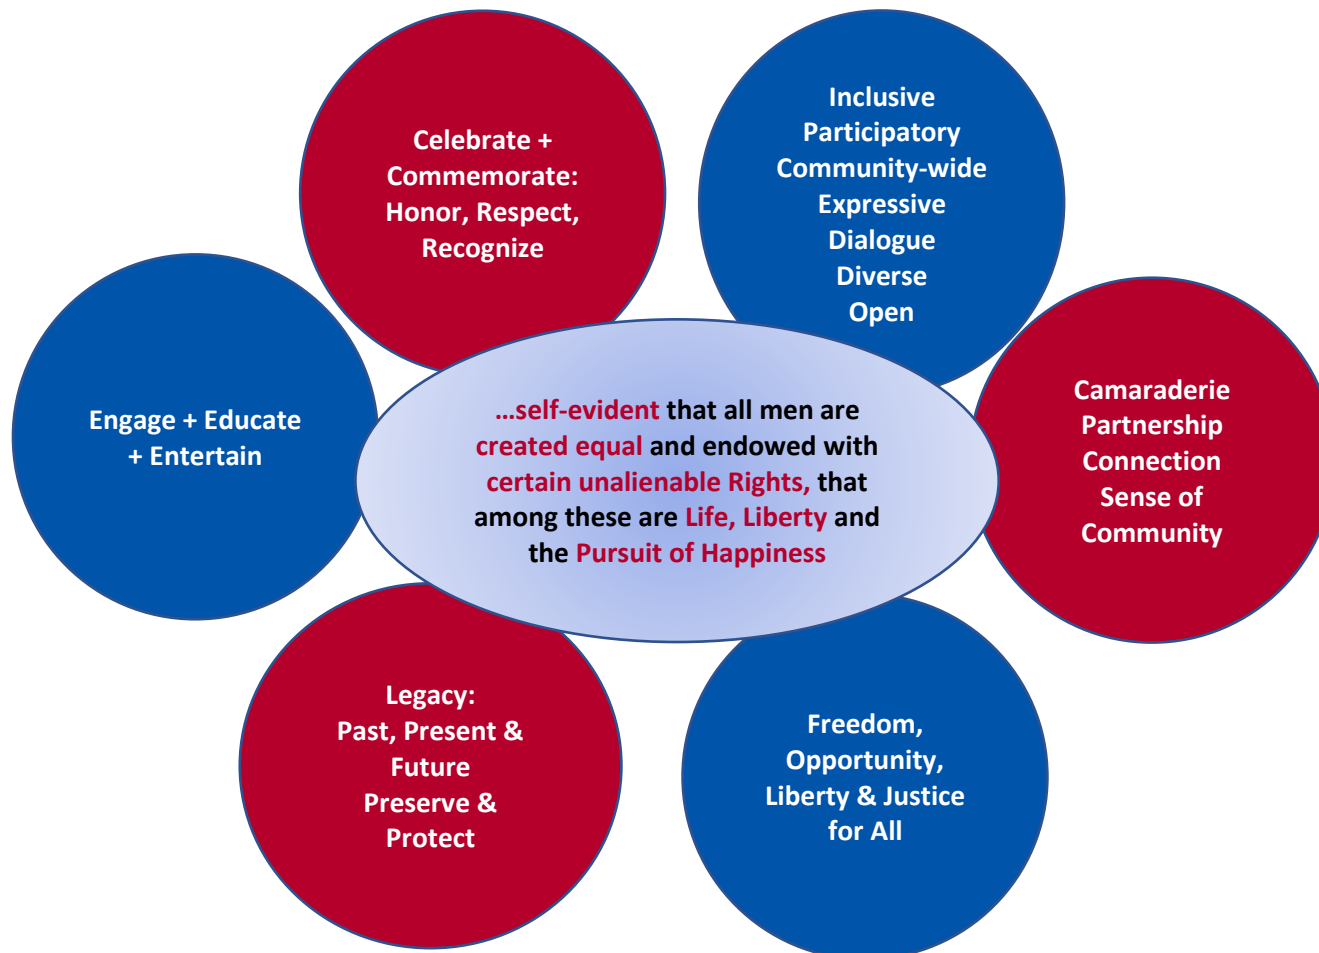 Celebrate +
Commemorate:
Honor, Respect,
Recognize
Inclusive
Participatory
Community-wide
Expressive
Dialogue
Diverse
Open
Engage + Educate
+ Entertain
…self-evident that all men are
created equal and endowed with
certain unalienable Rights, that
among these are Life, Liberty and
the Pursuit of Happiness
Camaraderie
Partnership
Connection
Sense of
Community
Legacy:
Past, Present &
Future
Preserve &
Protect
Freedom,
Opportunity,
Liberty & Justice
for All